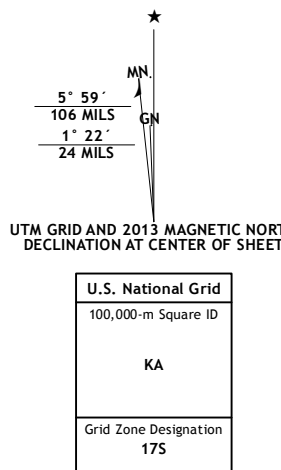 MN.
5° 59´
106 MILS
GN
1° 22´
24 MILS
UTM GRID AND 2013 MAGNETIC NORT
DECLINATION AT CENTER OF SHEET
U.S. National Grid
100,000-m Square ID
KA
Grid Zone Designation
17S